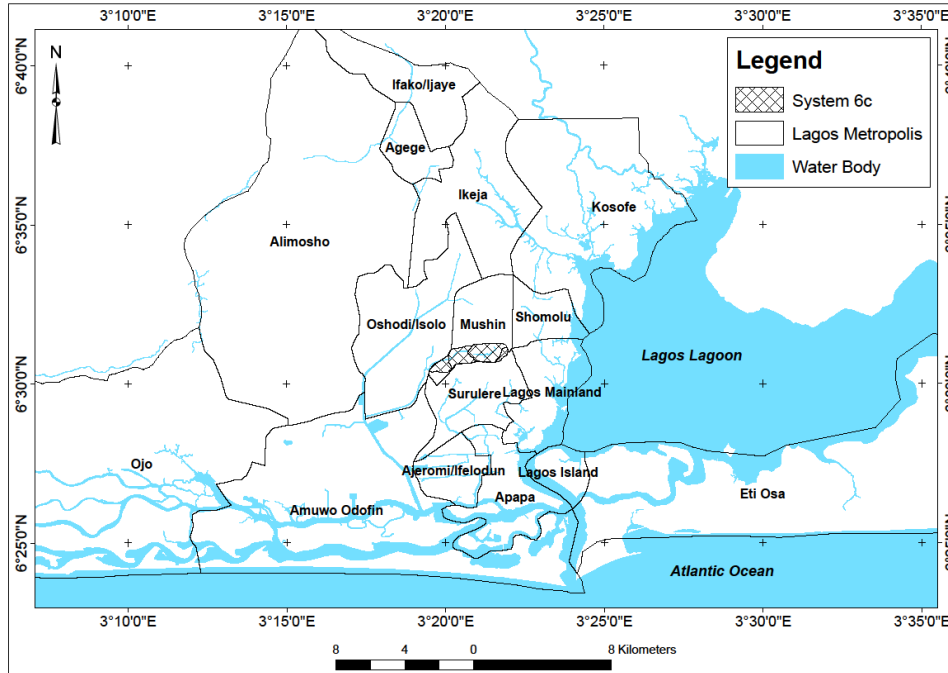 3°10'0"E 3°15'0"E 3°20'0"E 3°25'0"E 3°30'0"E 3°35'0"E
6°40'0"N
6°35'0"N
6°30'0"N
6°25'0"N
N
Legend
System 6c
Lagos Metropolis
Water Body
Ifako/Ijaye
Agege
Ikeja
Kosofe
Alimosho
Oshodi/Isolo
Mushin
Shomolu
Lagos Lagoon
Surulere
Lagos Mainland
Ojo
Ajeromi/Ifelodun
Lagos Island
Apapa
Eti Osa
Amuwo Odofin
Atlantic Ocean
3°10'0"E 3°15'0"E 3°20'0"E 3°25'0"E 3°30'0"E 3°35'0"E
8 4 0 8 Kilometers